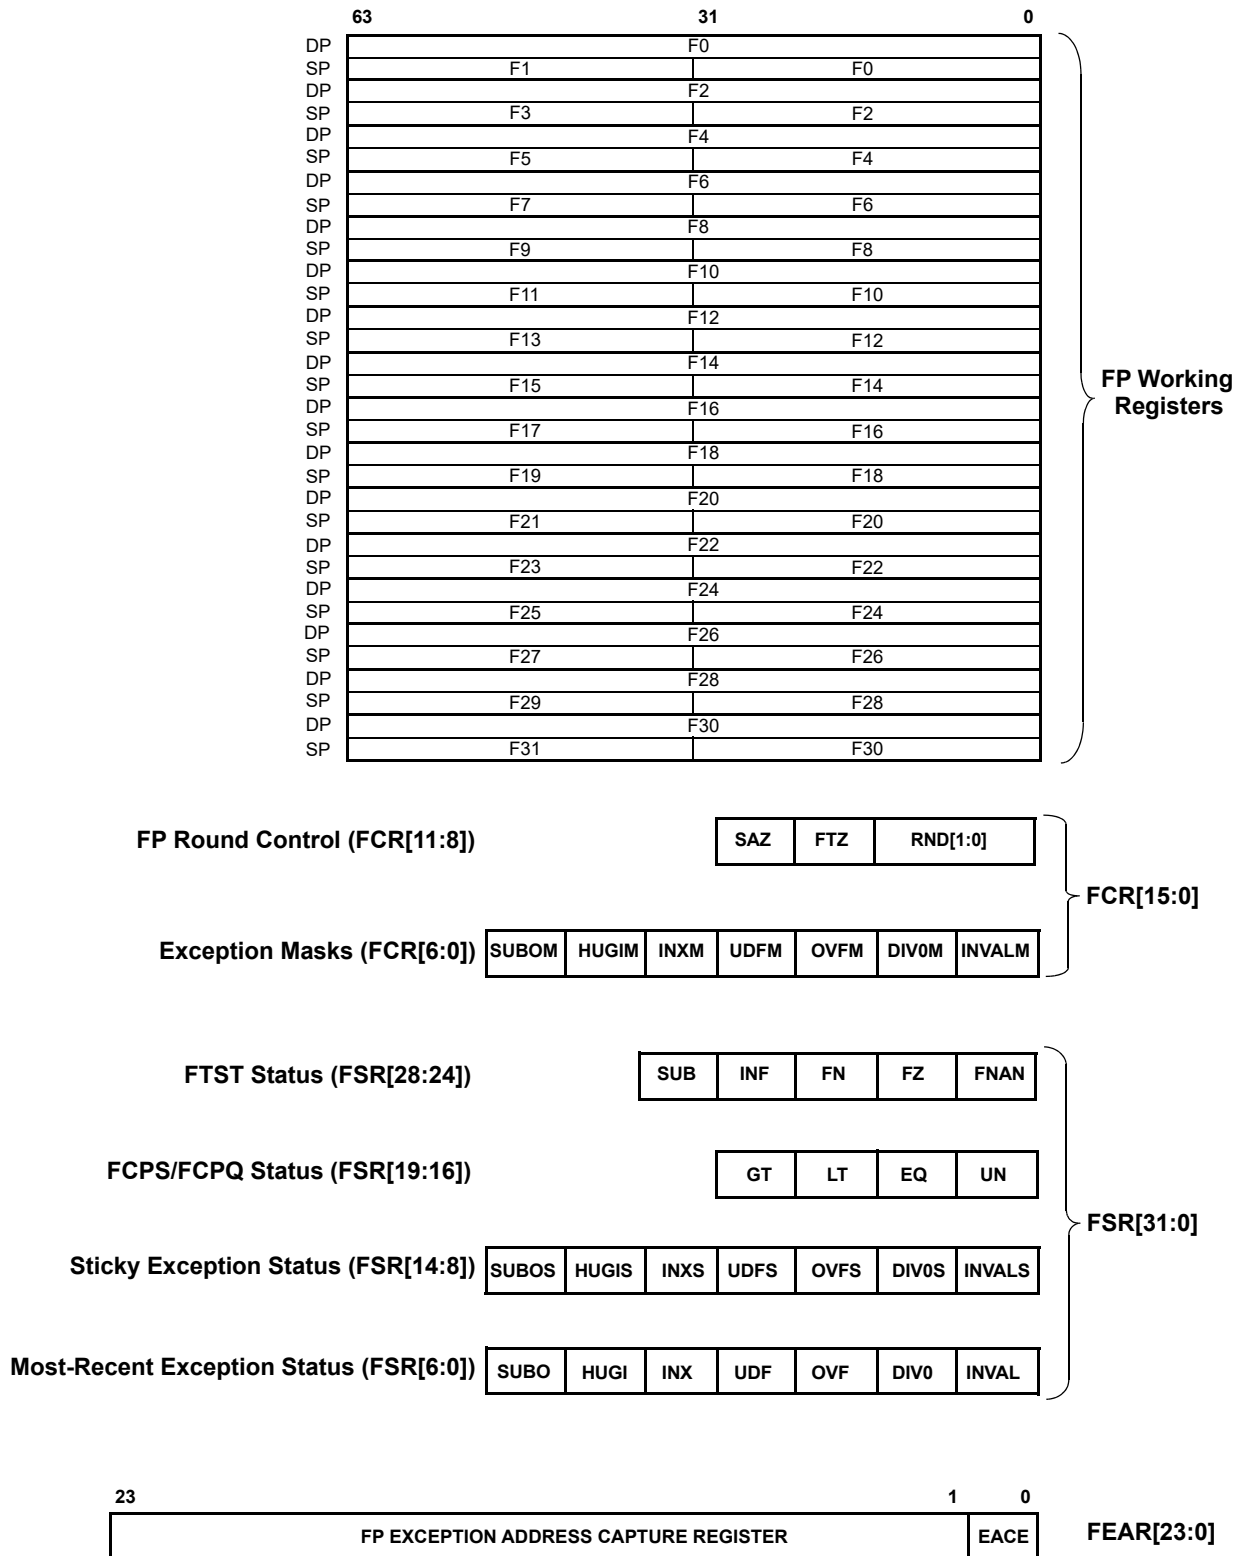 63 31 0
DP F0
SP F1 F0
DP F2
SP F3 F2
DP F4
SP F5 F4
DP F6
SP F7 F6
DP F8
SP F9 F8
DP F10
SP F11 F10
DP F12
SP F13 F12
DP F14
SP F15 F14
DP F16
SP F17 F16
DP F18
SP F19 F18
DP F20
SP F21 F20
DP F22
SP F23 F22
DP F24
SP F25 F24
DP F26
SP F27 F26
DP F28
SP F29 F28
DP F30
SP F31 F30
FP Working
Registers
FP Round Control (FCR[11:8]) SAZ FTZ RND[1:0]
FCR[15:0]
Exception Masks (FCR[6:0]) SUBOM HUGIM INXM UDFM OVFM DIV0M INVALM
FTST Status (FSR[28:24]) SUB INF FN FZ FNAN
FCPS/FCPQ Status (FSR[19:16]) GT LT EQ UN
FSR[31:0]
Sticky Exception Status (FSR[14:8]) SUBOS HUGIS INXS UDFS OVFS DIV0S INVALS
Most-Recent Exception Status (FSR[6:0]) SUBO HUGI INX UDF OVF DIV0 INVAL
23 1 0
FP EXCEPTION ADDRESS CAPTURE REGISTER EACE FEAR[23:0]